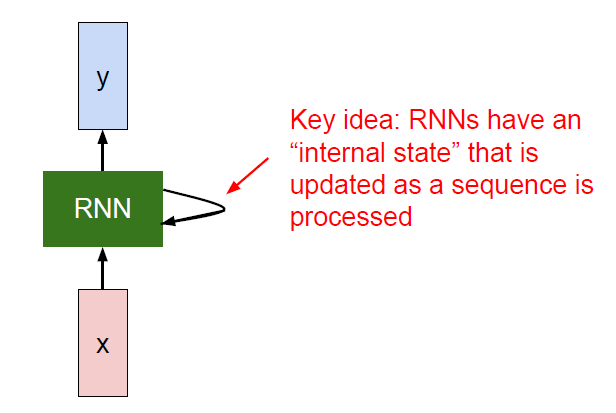 y
Key idea: RNNs have an
“internal state” that is
updated as a sequence is
processed
RNN
x